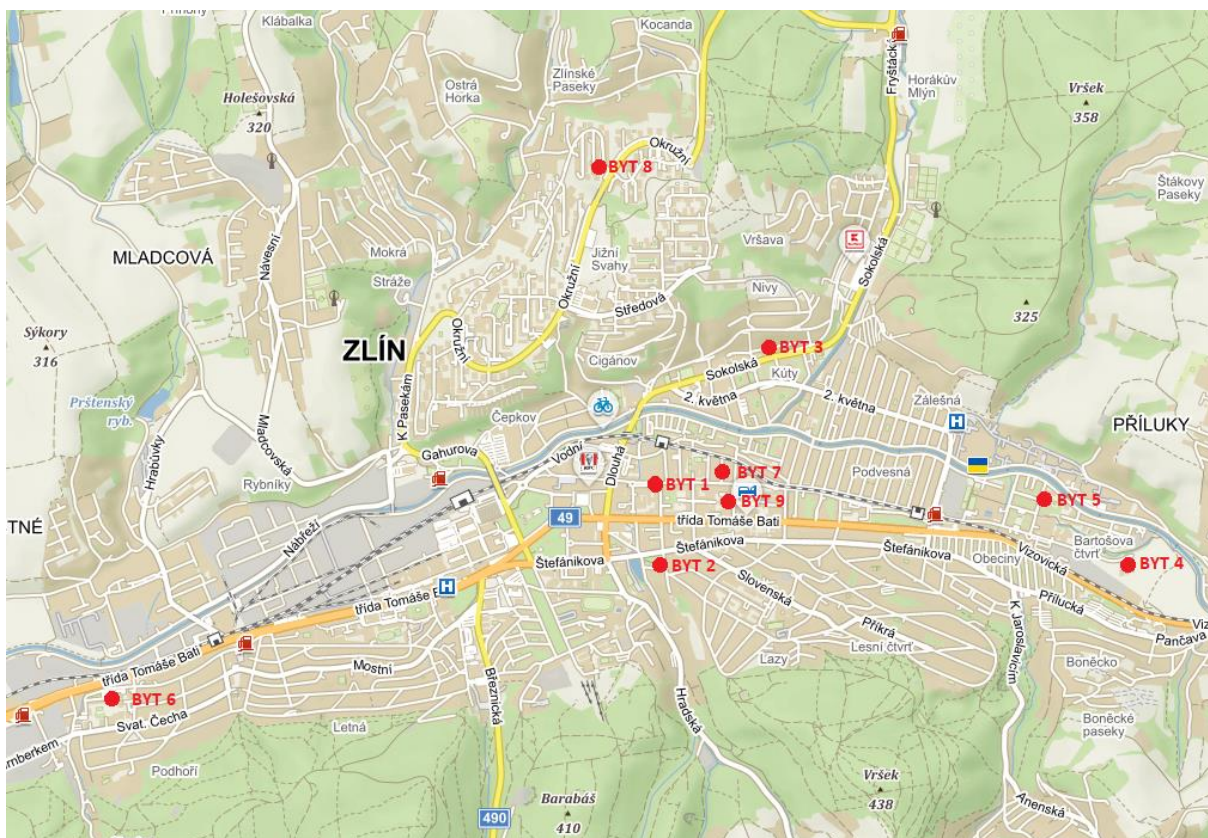 Přihony
Klábalka
Kocanda
Fryštácká
Holešovská
320
Ostrá
Horka
Zlínské
Paseky
Horákův
Mlýn
Vršek
358
Okružní
BYT 8
Štákovy
Paseky
Návesní
MLADCOVÁ
Mokrá
Stráže
Jižní
Svahy
Vršava
Sokolská
Nivy
Okružní
Středová
325
Sýkory
316
ZLÍN
Okružní
Cigánov
BYT 3
Sokolská
Kúty
Prštenský
ryb.
K Pasekám
Čepkov
2. května
2. května
Zálešná
H
PŘÍLUKY
Mladcovská
Hrabůvky
Gahurova
Vodní
Dlouhá
Rybníky
BYT 7
Podvesná
BYT 1
BYT 9
BYT 5
TNÉ
Nábřeží
49
třída Tomáše Bati
Štefánikova
Štefánikova
Štefánikova
Vizovická
Bartošova
čtvrť
Obeciny
BYT 2
BYT 4
H
třída Tomáše B
Slovenská
Přílucká
Příkrá
Viz
Pančava
Lesní čtvrť
K Jaroslavicím
Lazy
Boněcko
třída Tomáše Bati
Mostní
Březnická
Hradská
BYT 6
Svat. Čecha
Letná
Boněcké
paseky
mberkem
Podhoří
Vršek
438
Barabáš
410
490
Anenská